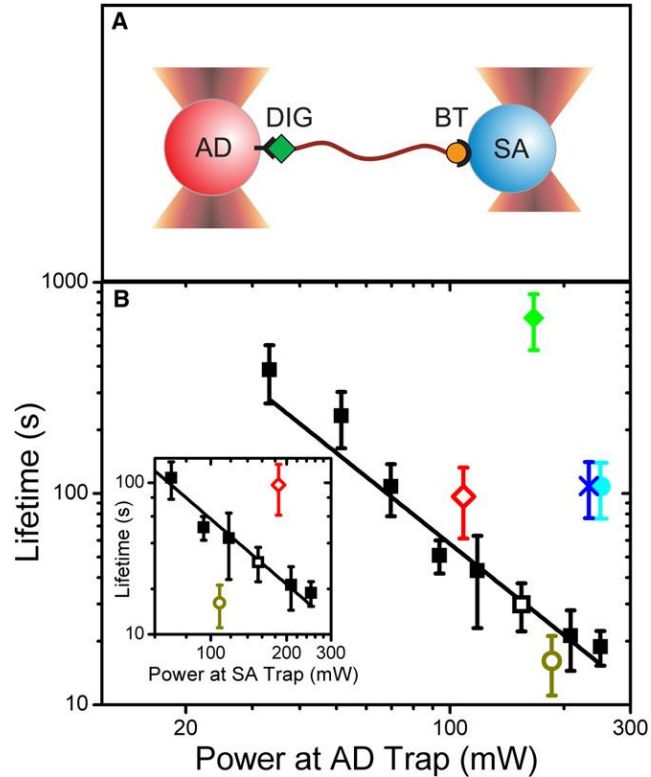 A
AD
DIG
BT
SA
B
1000
100
10
Lifetime (s)
20
100
300
Power at AD Trap (mW)
100
10
Lifetime (s)
100
200
300
Power at SA Trap (mW)